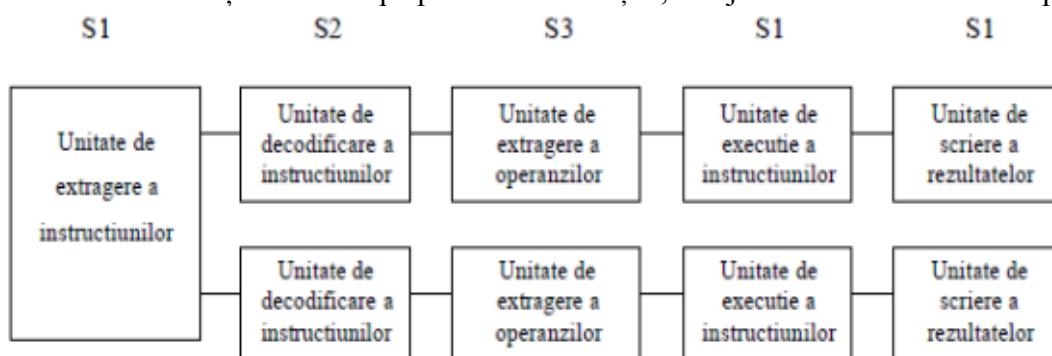 S1 S2 S3 S1 S1
Unitate de
extragere a
instructiunilor
Unitate de
decodificare a
instructiunilor
Unitate de
extragere a
operanzilor
Unitate de
executie a
instructiunilor
Unitate de
scriere a
rezultatelor
Unitate de
decodificare a
instructiunilor
Unitate de
extragere a
operanzilor
Unitate de
executie a
instructiunilor
Unitate de
scriere a
rezultatelor